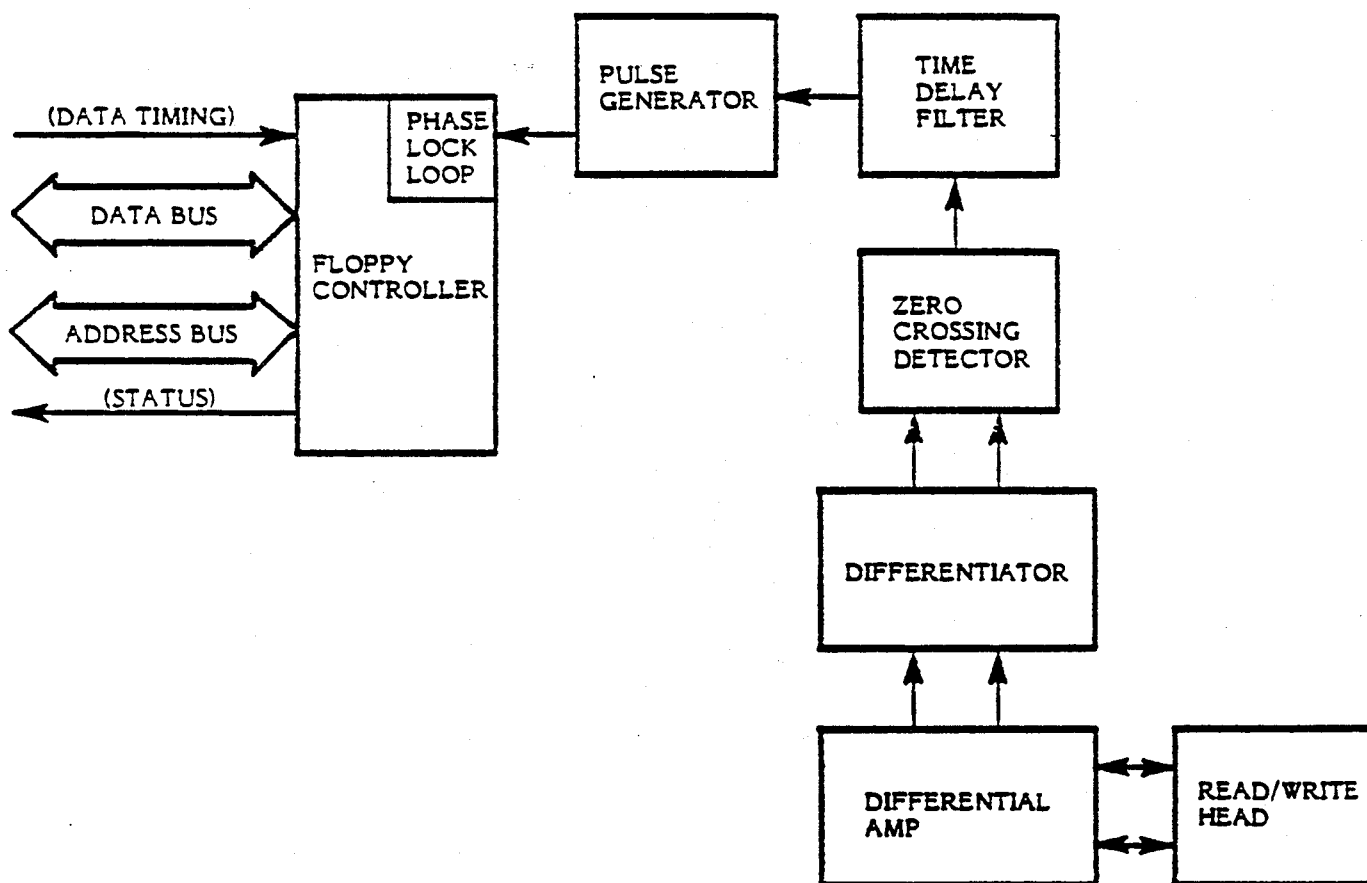 PULSE
GENERATOR
TIME
DELAY
FILTER
(DATA TIMING)
PHASE
LOCK
LOOP
DATA BUS
FLOPPY
CONTROLLER
ADDRESS BUS
(STATUS)
ZERO
CROSSING
DETECTOR
DIFFERENTIATOR
DIFFERENTIAL
AMP
READ/WRITE
HEAD